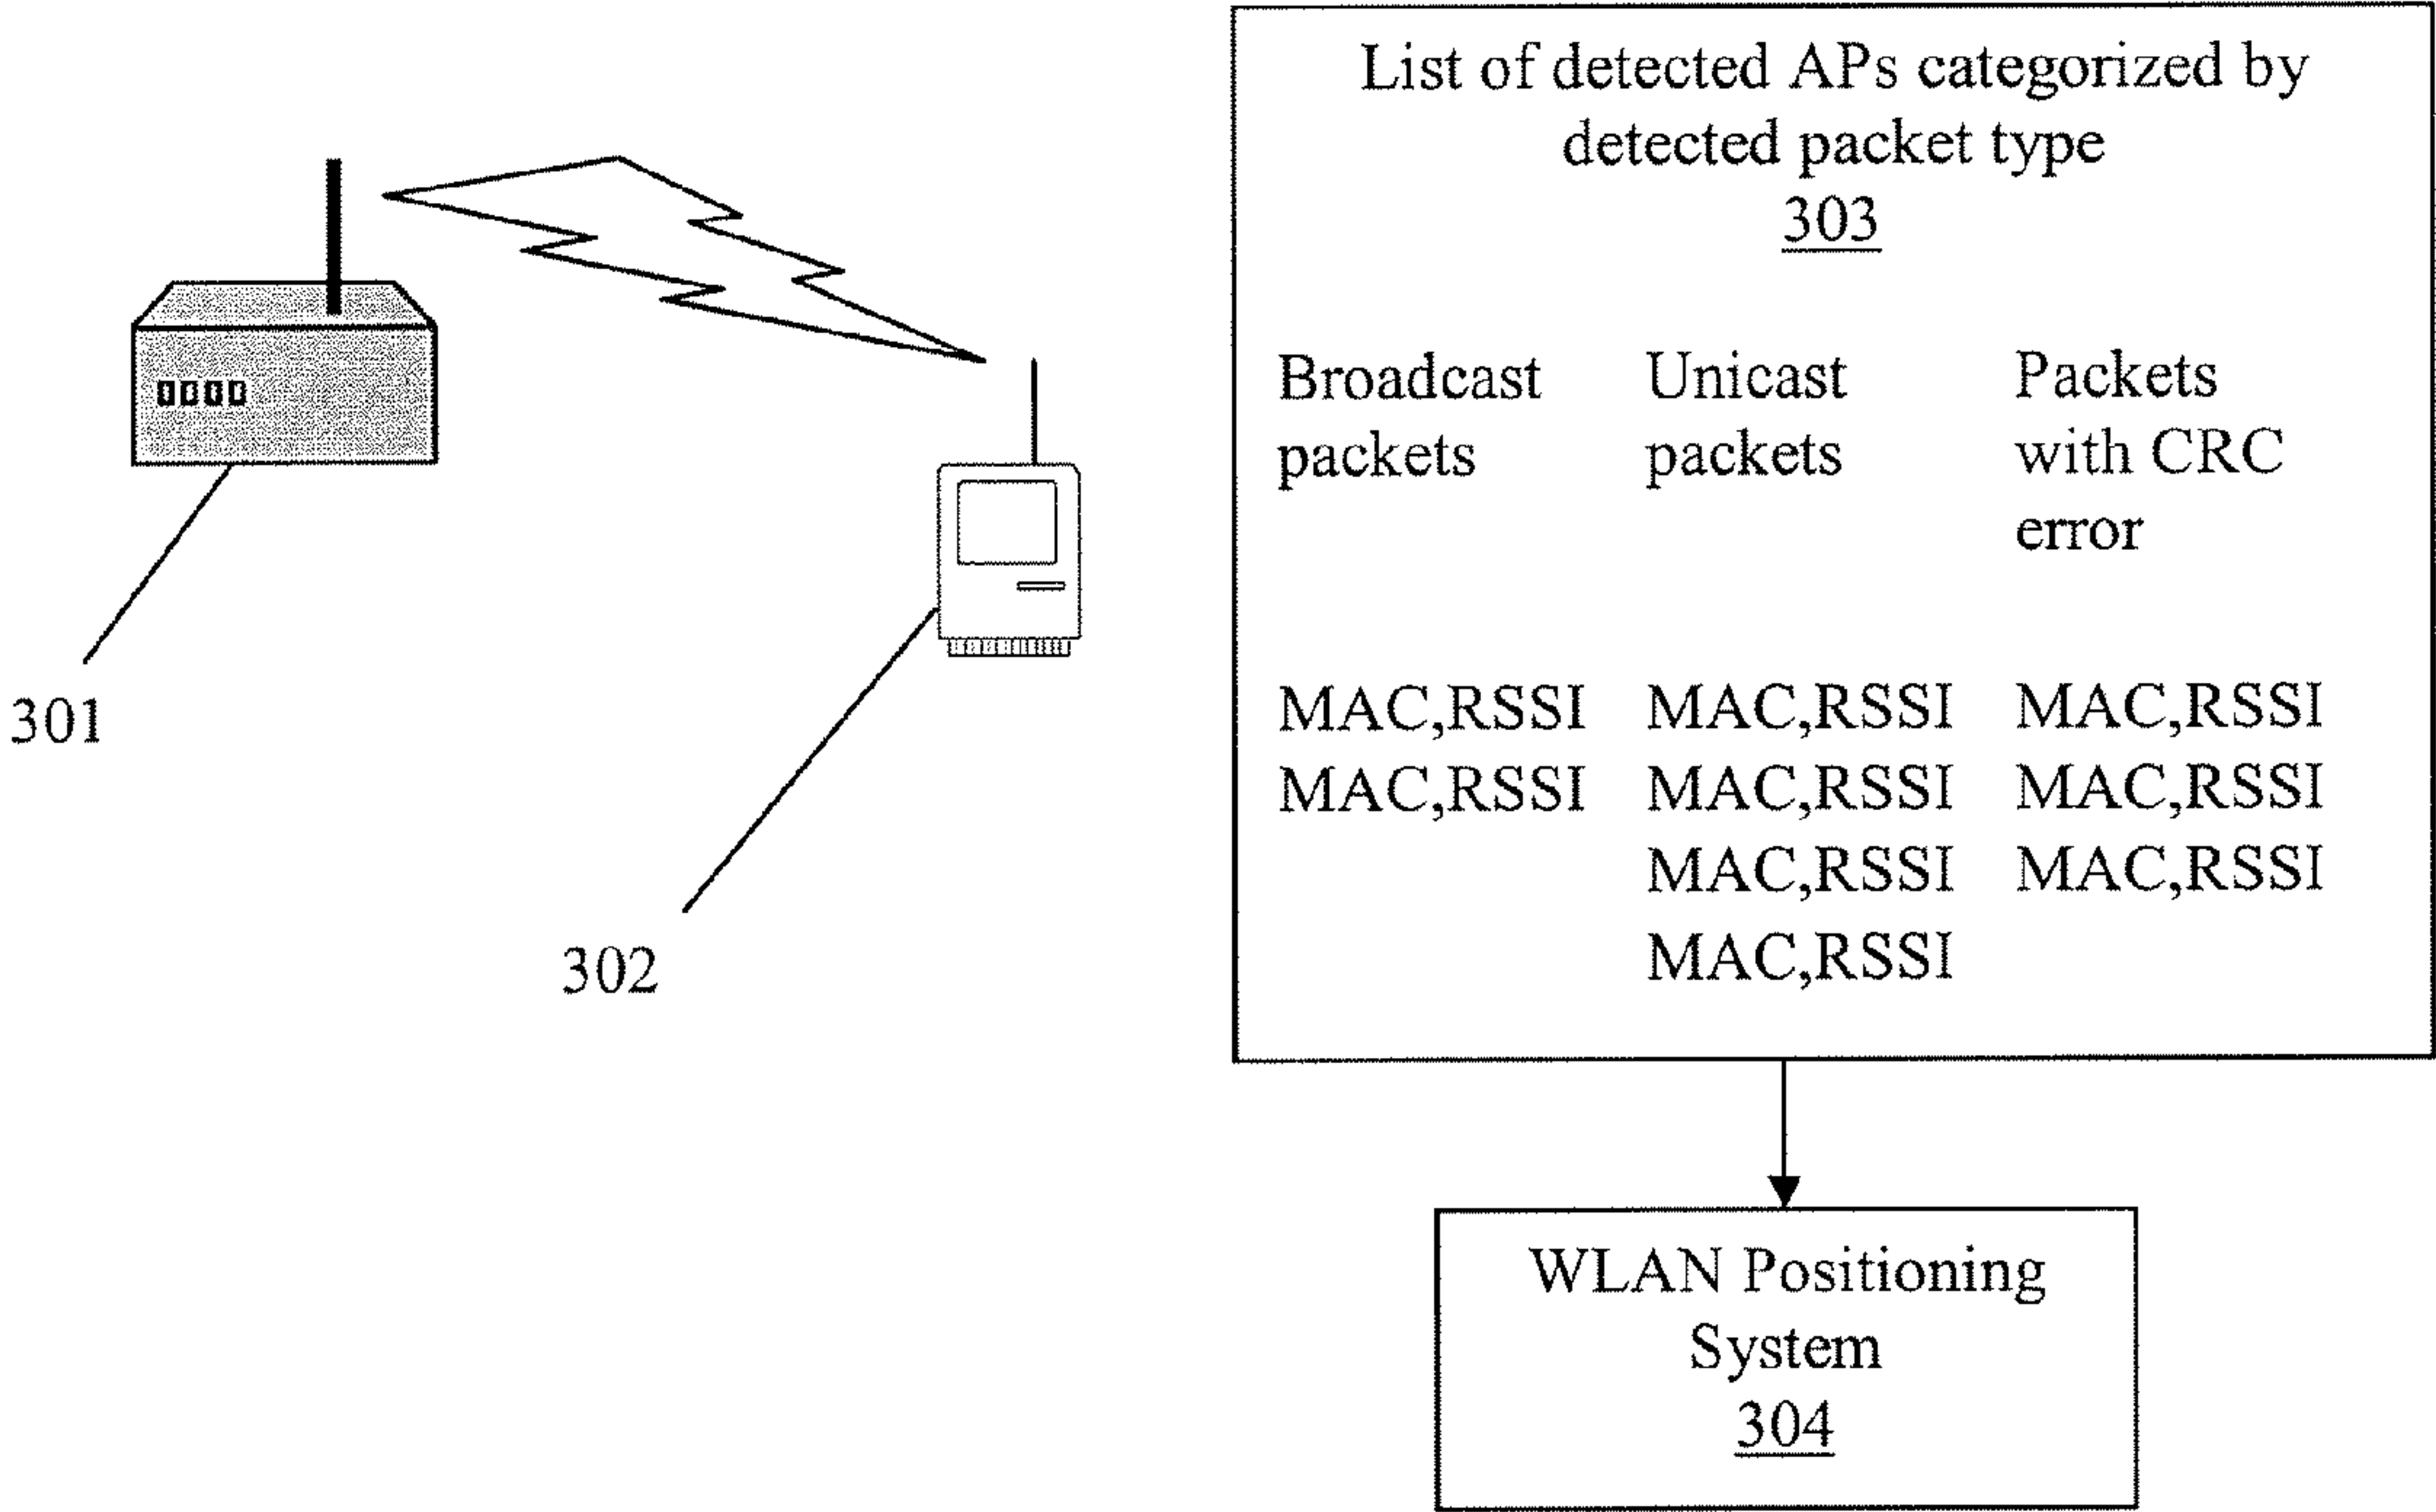 List of detected APs categorized by
detected packet type
303
Broadcast packets
Unicast packets
Packets with CRC error
MAC,RSSI MAC,RSSI MAC,RSSI
MAC,RSSI MAC,RSSI MAC,RSSI
MAC,RSSI MAC,RSSI
MAC,RSSI
301
302
WLAN Positioning
System
304